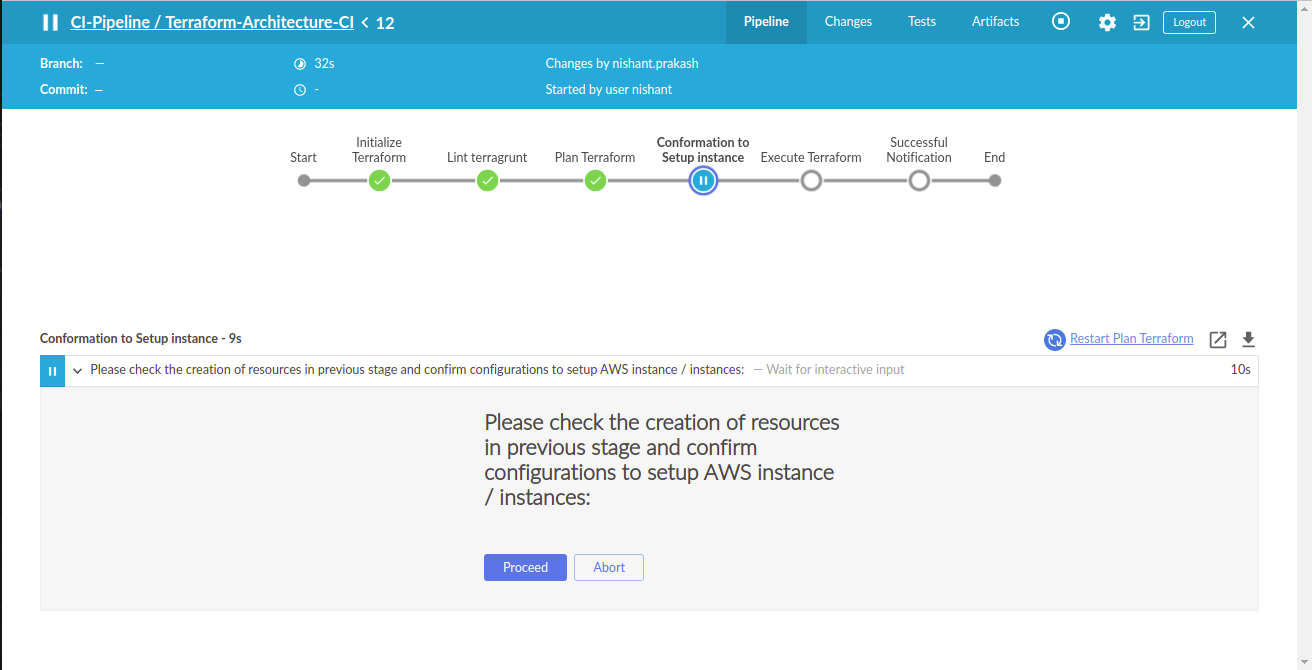 CI-Pipeline / Terraform-Architecture-CI < 12
Pipeline
Changes
Tests
Artifacts
Logout
Branch: —
32s
Changes by nishant.prakash
Commit: —
-
Started by user nishant
Start
Initialize
Terraform
Lint terragrunt
Plan Terraform
Conformation to
Setup instance
Execute Terraform
Successful
Notification
End
Conformation to Setup instance - 9s
Restart Plan Terraform
Please check the creation of resources in previous stage and confirm configurations to setup AWS instance / instances: — Wait for interactive input
10s
Please check the creation of resources
in previous stage and confirm
configurations to setup AWS instance
/ instances:
Proceed
Abort